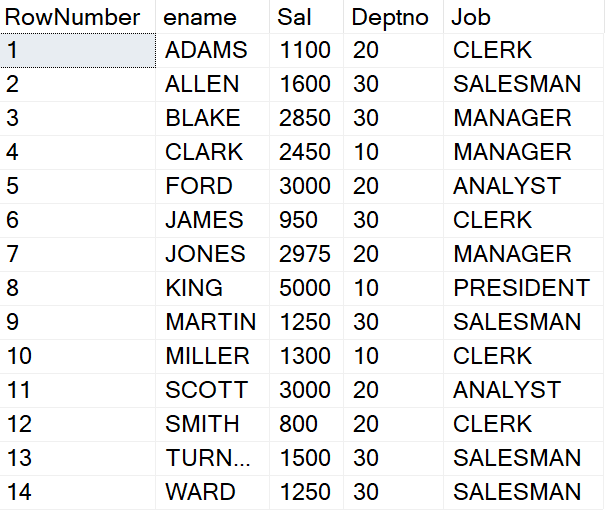 RowNumber ename Sal Deptno Job
1 ADAMS 1100 20 CLERK
2 ALLEN 1600 30 SALESMAN
3 BLAKE 2850 30 MANAGER
4 CLARK 2450 10 MANAGER
5 FORD 3000 20 ANALYST
6 JAMES 950 30 CLERK
7 JONES 2975 20 MANAGER
8 KING 5000 10 PRESIDENT
9 MARTIN 1250 30 SALESMAN
10 MILLER 1300 10 CLERK
11 SCOTT 3000 20 ANALYST
12 SMITH 800 20 CLERK
13 TURN... 1500 30 SALESMAN
14 WARD 1250 30 SALESMAN